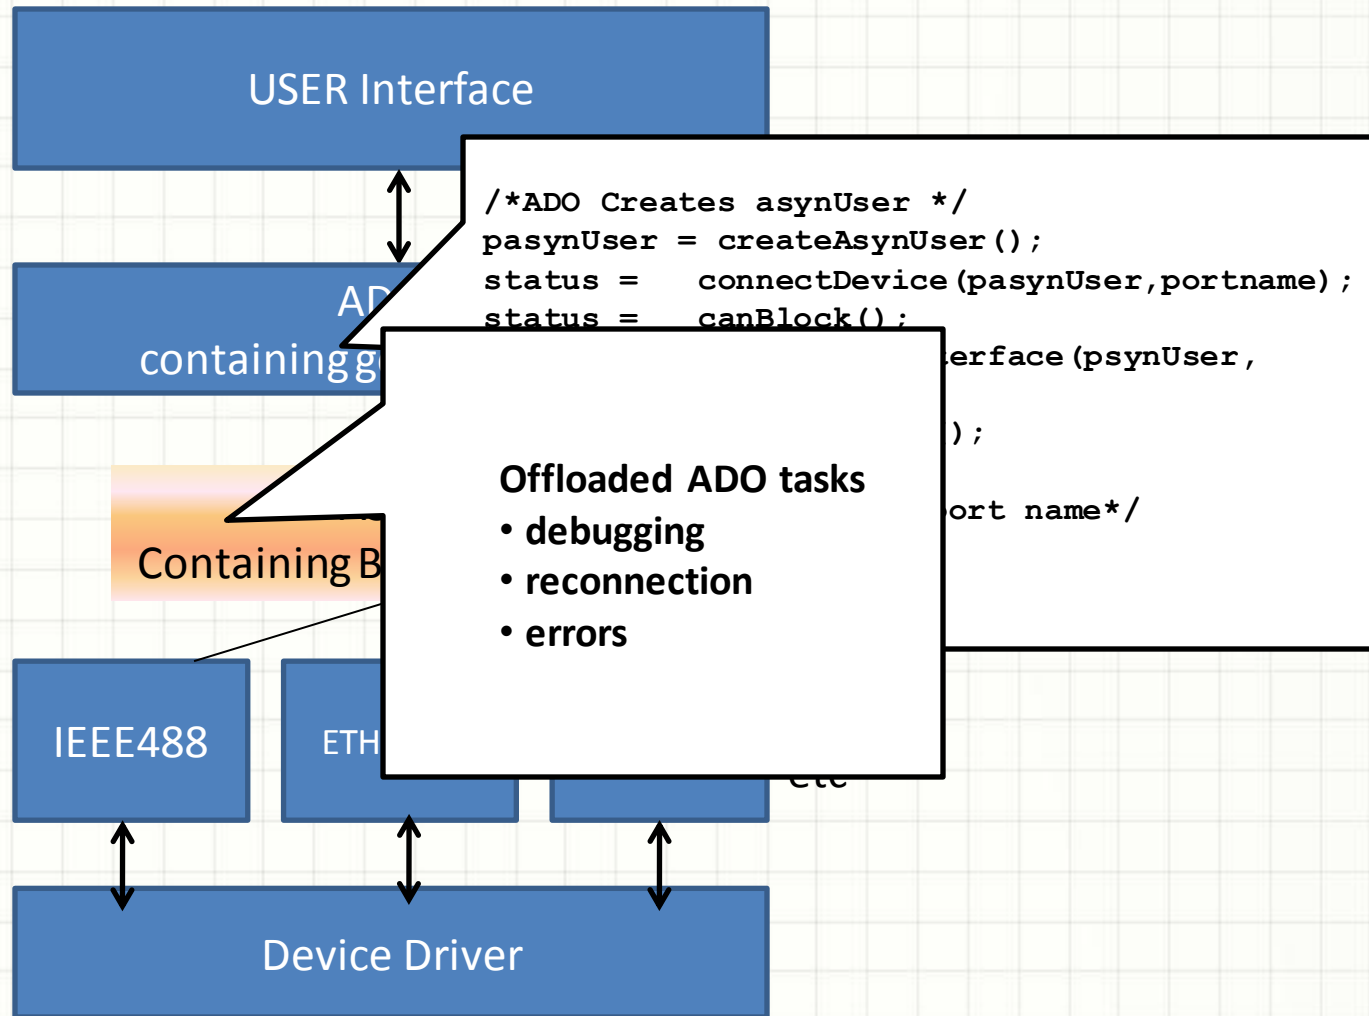 USER Interface
/*ADO Creates asynUser */
pasynUser = createAsynUser();
status =   connectDevice(pasynUser,portname);
status =   canBlock();
erface(psynUser,
);
ort name*/
containing
Containing B
Offloaded ADO tasks
• debugging
• reconnection
• errors
IEEE488
ETH
etc
Device Driver